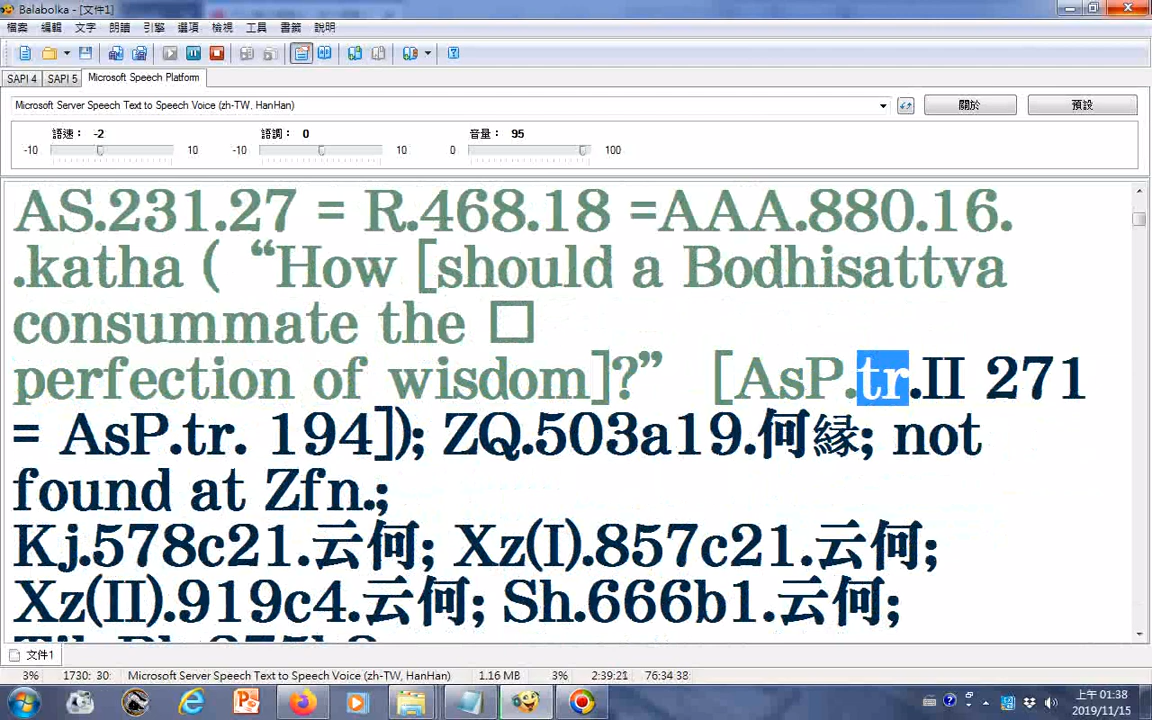 Balabolka - [文件1]
檔案 編輯 文字 朗讀 引擎 選項 檢視 工具 書籤 說明
SAPI 4 SAPI 5 Microsoft Speech Platform
Microsoft Server Speech Text to Speech Voice (zh-TW, HanHan) 關於 預設
語速： -2 語調： 0 音量： 95
-10 10 -10 10 0 100
AS.231.27 = R.468.18 =AAA.880.16.
.katha (“How [should a Bodhisattva
consummate the □
perfection of wisdom]?” [AsP.tr.II 271
= AsP.tr. 194]); ZQ.503a19.何緣; not
found at Zfn.;
Kj.578c21.云何; Xz(I).857c21.云何;
Xz(II).919c4.云何; Sh.666b1.云何;
文件1
3% 1730: 30: Microsoft Server Speech Text to Speech Voice (zh-TW, HanHan) 1.16 MB 3% 2:39:21 76:34 38:
上午 01:38
2019/11/15